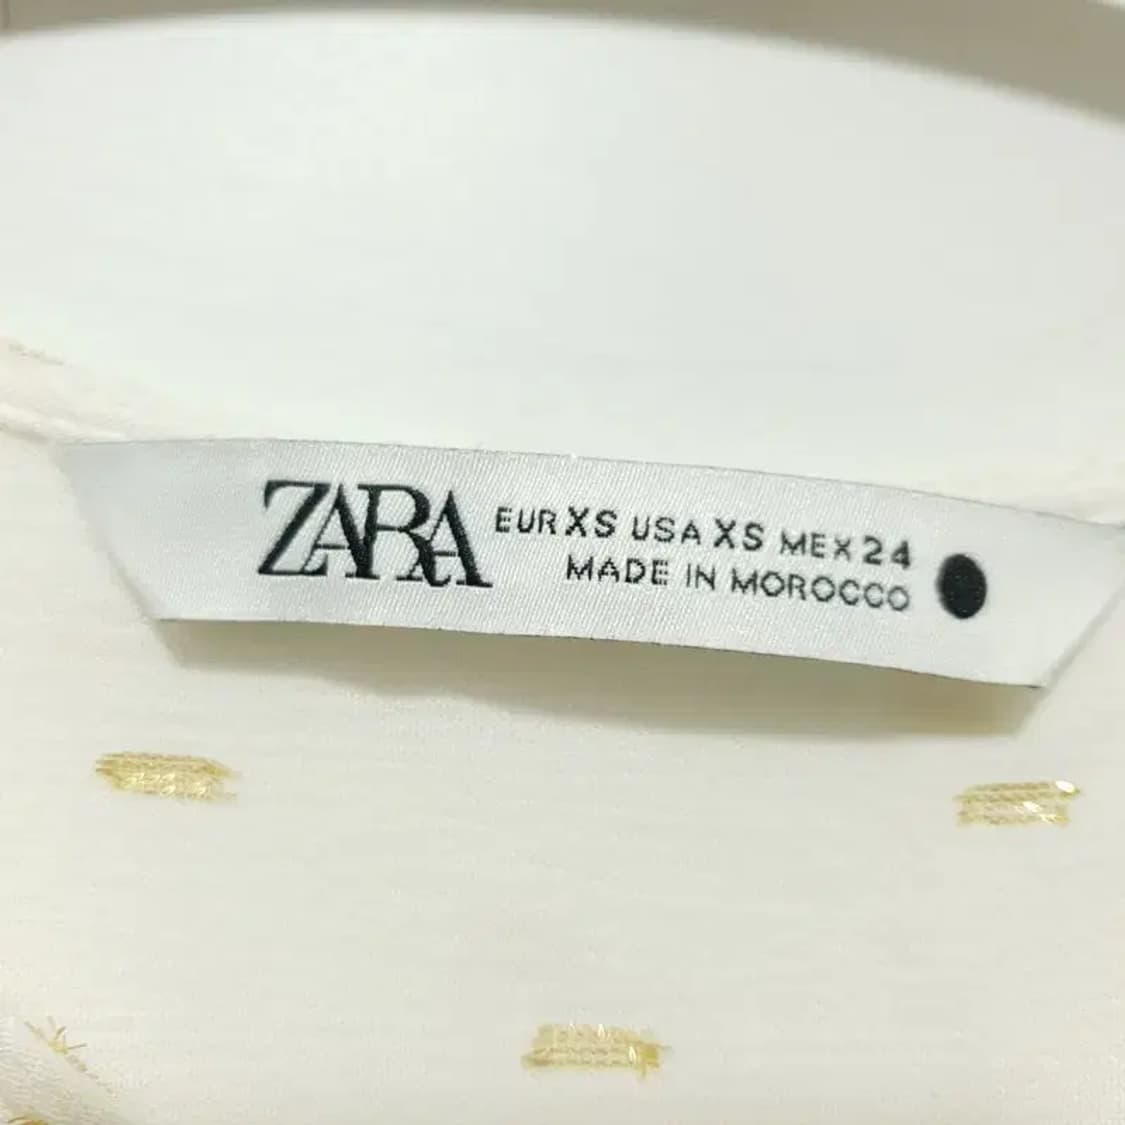 ZARA
EUR XS USA XS MEX 24
MADE IN MOROCCO